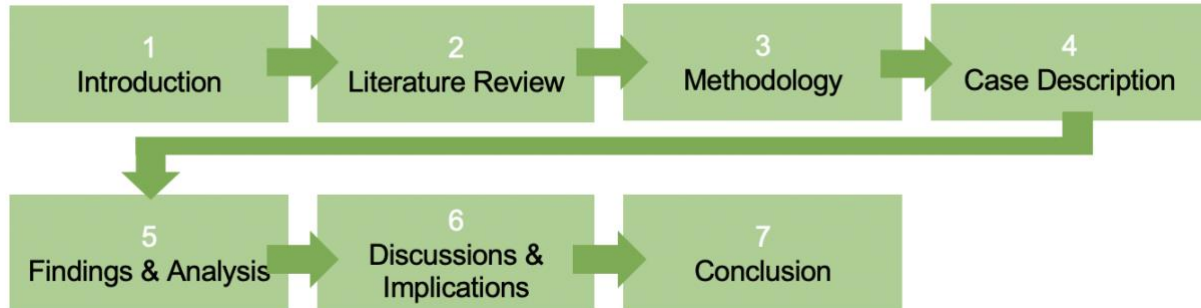 1
Introduction
2
Literature Review
3
Methodology
4
Case Description
5
Findings & Analysis
6
Discussions &
Implications
7
Conclusion